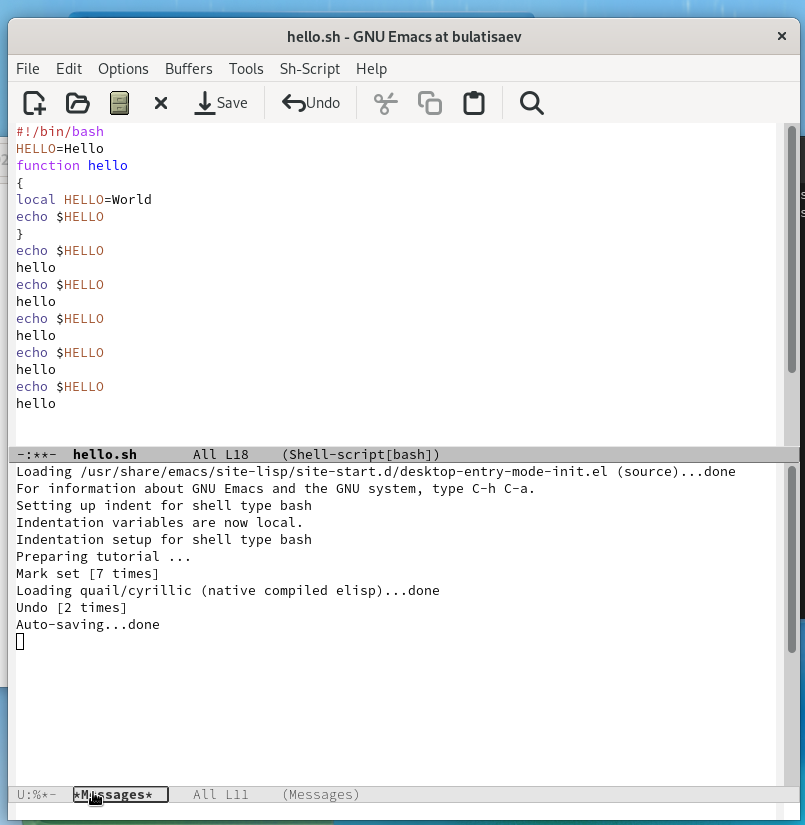 hello.sh - GNU Emacs at bulatisaev
File Edit Options Buffers Tools Sh-Script Help
Save Undo
#!/bin/bash
HELLO=Hello
function hello
{
local HELLO=World
echo $HELLO
}
echo $HELLO
hello
echo $HELLO
hello
echo $HELLO
hello
echo $HELLO
hello
echo $HELLO
hello
-:**- hello.sh All L18 (Shell-script[bash])
Loading /usr/share/emacs/site-lisp/site-start.d/desktop-entry-mode-init.el (source)...done
For information about GNU Emacs and the GNU system, type C-h C-a.
Setting up indent for shell type bash
Indentation variables are now local.
Indentation setup for shell type bash
Preparing tutorial ...
Mark set [7 times]
Loading quail/cyrillic (native compiled elisp)...done
Undo [2 times]
Auto-saving...done
U:%*- *Messages* All L11 (Messages)